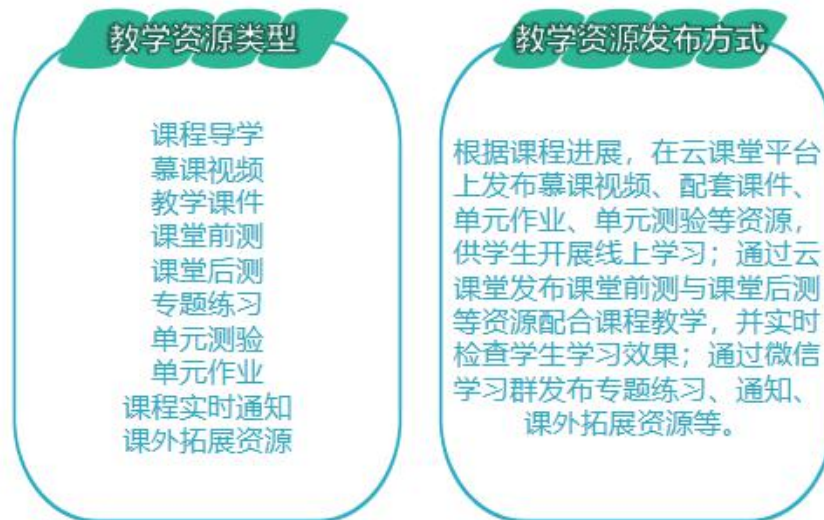 教学资源类型
课程导学
慕课视频
教学课件
课堂前测
课堂后测
专题练习
单元测验
单元作业
课程实时通知
课外拓展资源
教学资源发布方式
根据课程进展，在云课堂平台
上发布慕课视频、配套课件、
单元作业、单元测验等资源，
供学生开展线上学习；通过云
课堂发布课堂前测与课堂后测
等资源配合课程教学，并实时
检查学生学习效果；通过微信
学习群发布专题练习、通知、
课外拓展资源等。